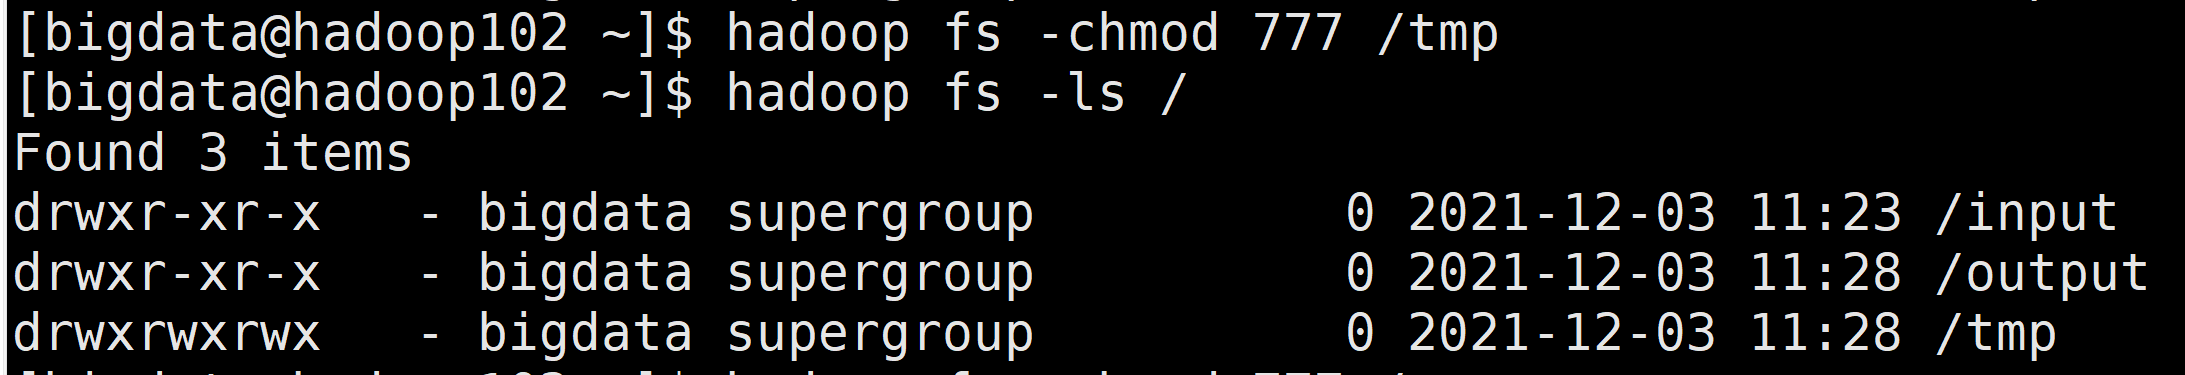 [bigdata@hadoop102 ~]$ hadoop fs -chmod 777 /tmp
[bigdata@hadoop102 ~]$ hadoop fs -ls /
Found 3 items
drwxr-xr-x   - bigdata supergroup          0 2021-12-03 11:23 /input
drwxr-xr-x   - bigdata supergroup          0 2021-12-03 11:28 /output
drwxrwxrwx   - bigdata supergroup          0 2021-12-03 11:28 /tmp